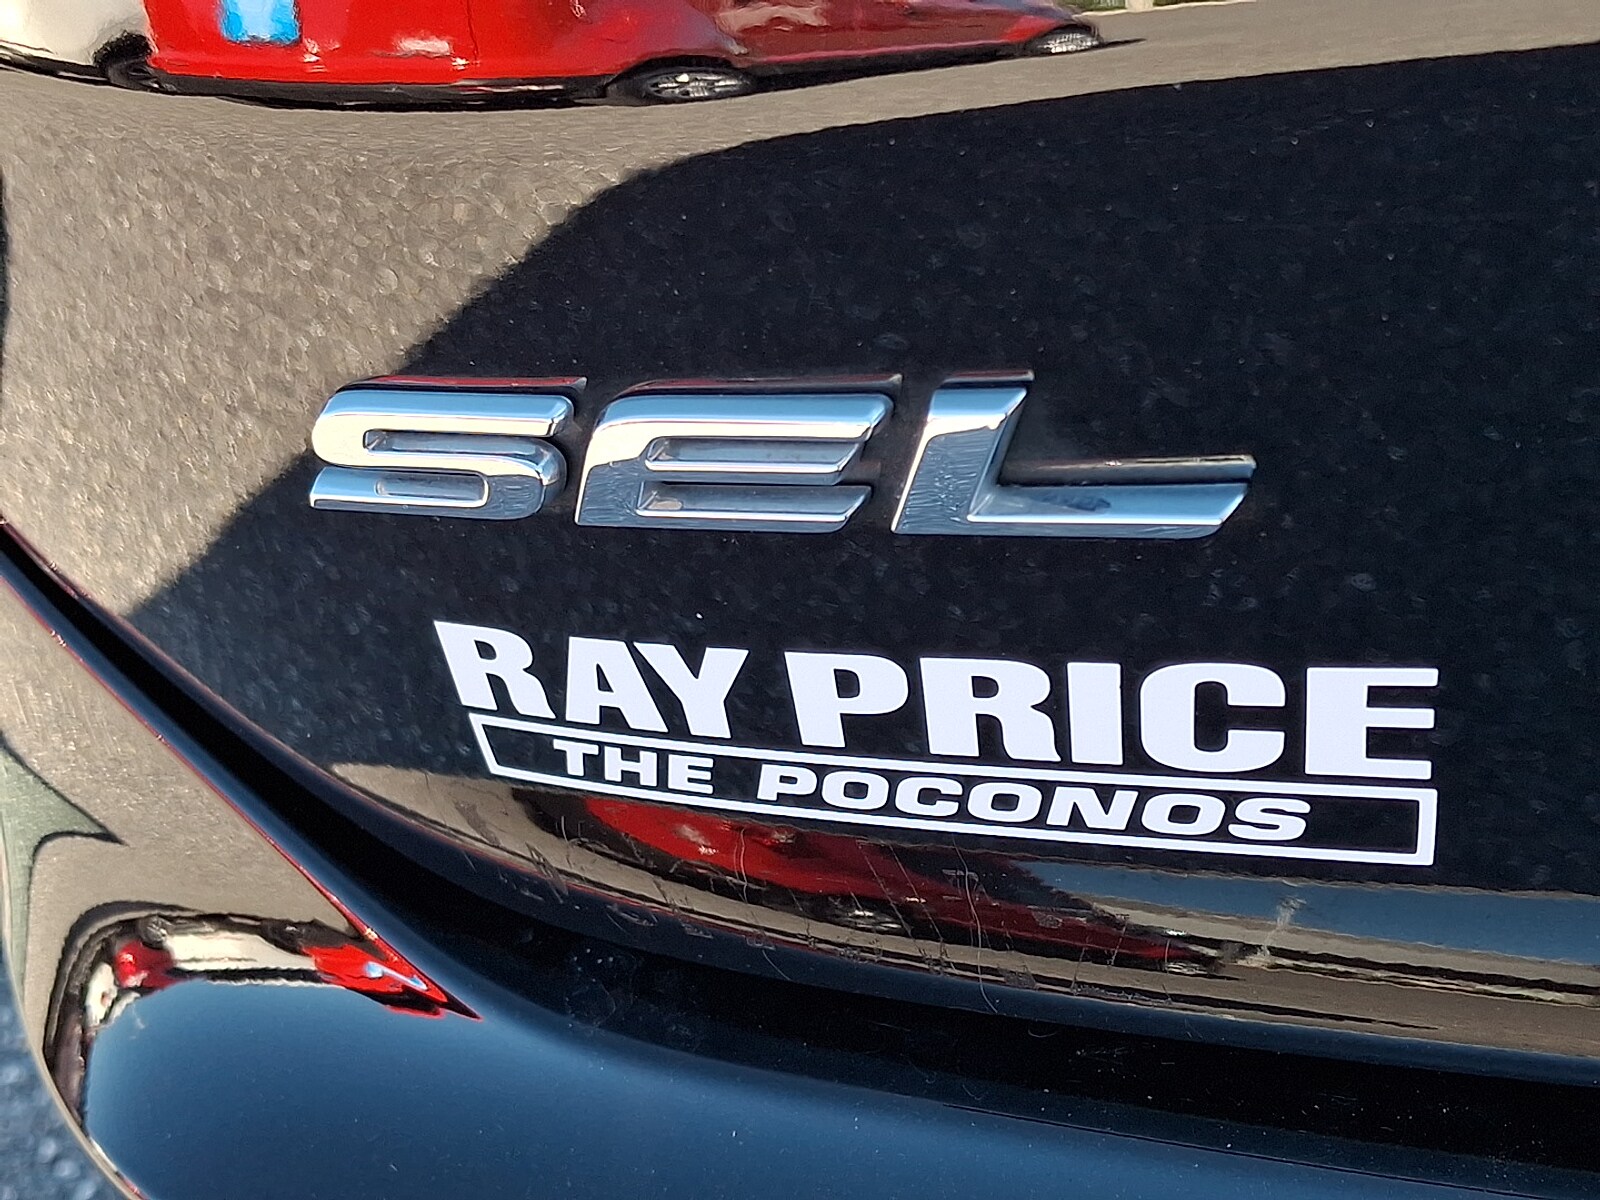 SEL
RAY PRICE
THE POCONOS